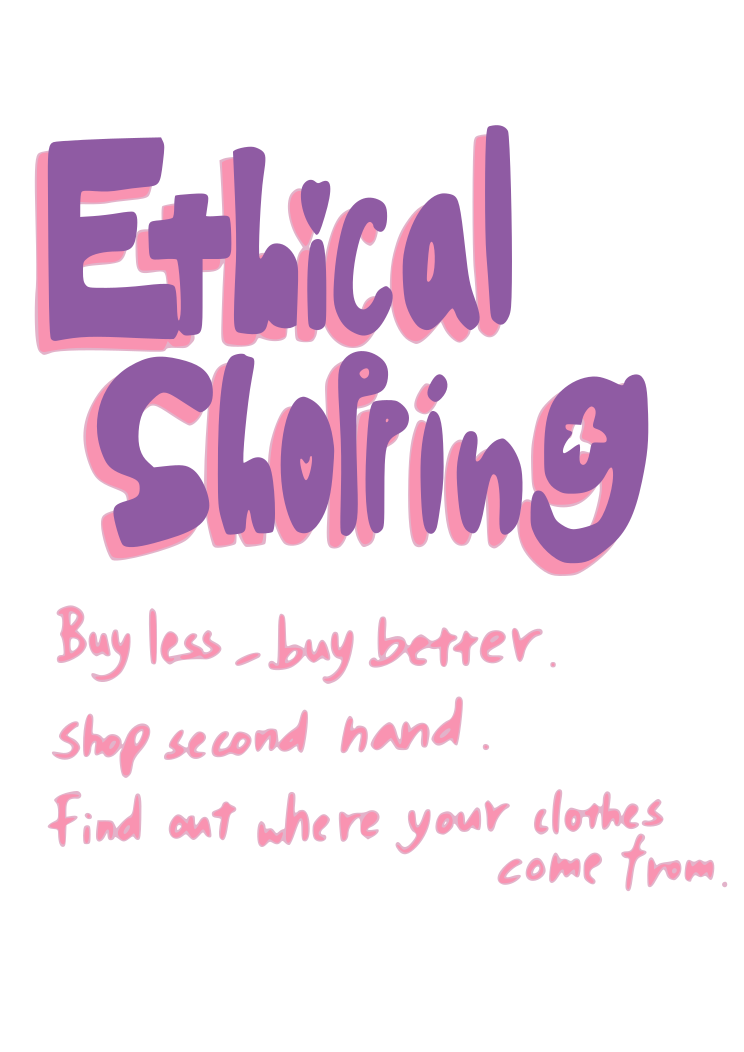 Ethical
Shopping
Buy less - buy better.
Shop second hand.
Find out where your clothes
come from.